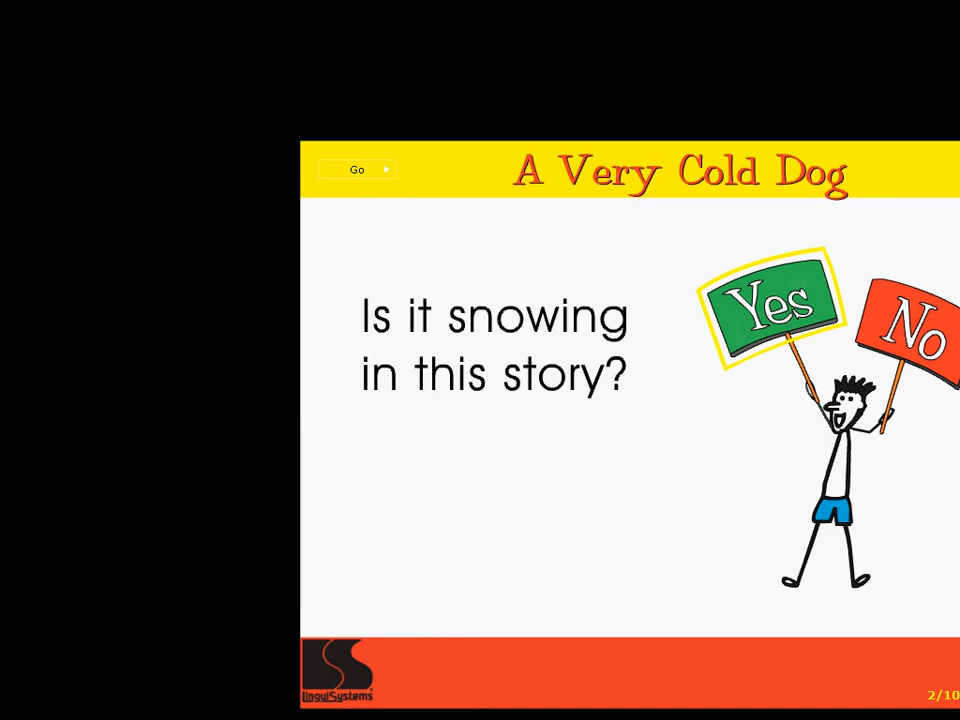 Go
A Very Cold Dog
Yes
No
Is it snowing
in this story?
LinguiSystems
2/10